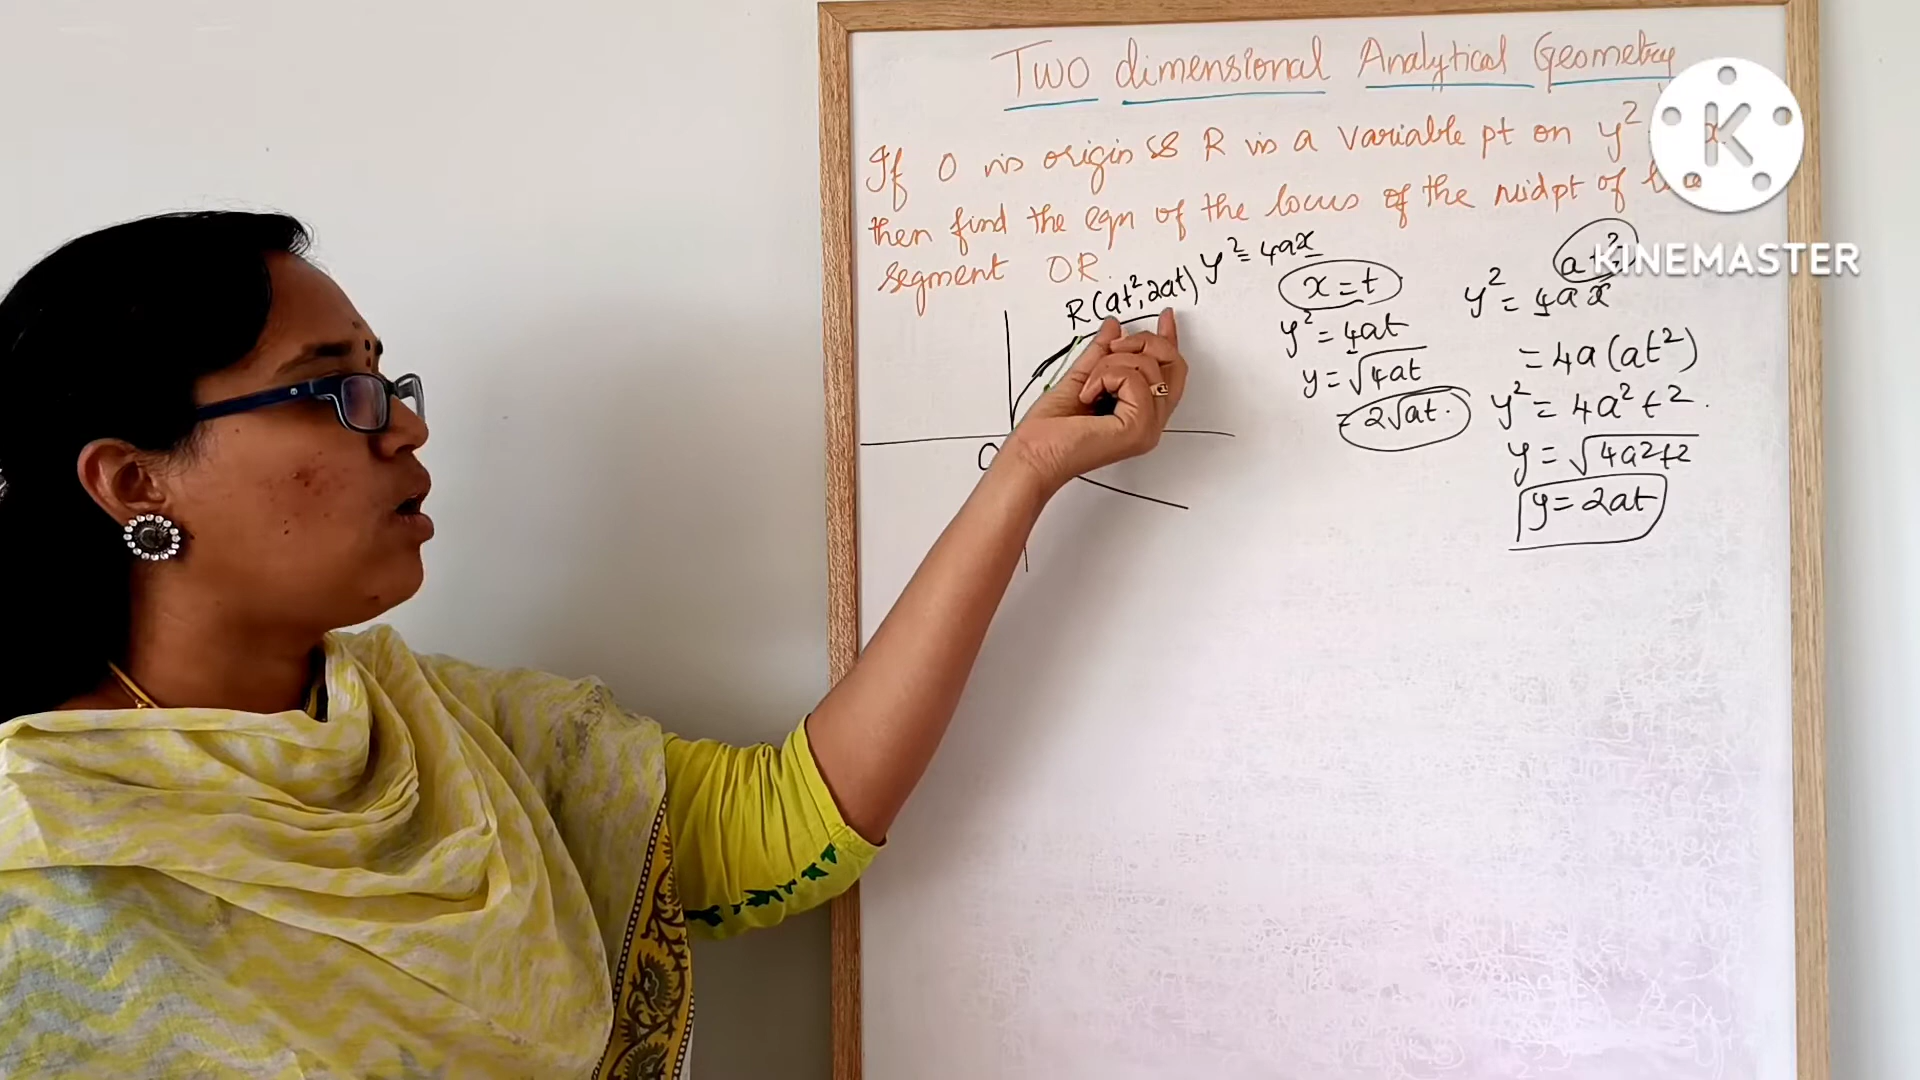 Two dimensional Analytical Geometry
If O is origin & R is a variable pt on y²
then find the eqn of the locus of the midpt of
segment OR.
y² = 4ax
R(at², 2at)
O
x = t
y² = 4at
y = √4at
= 2√at.
at²
y² = 4ax
= 4a(at²)
y² = 4a²t².
y = √4a²t²
y = 2at
K
KINEMASTER